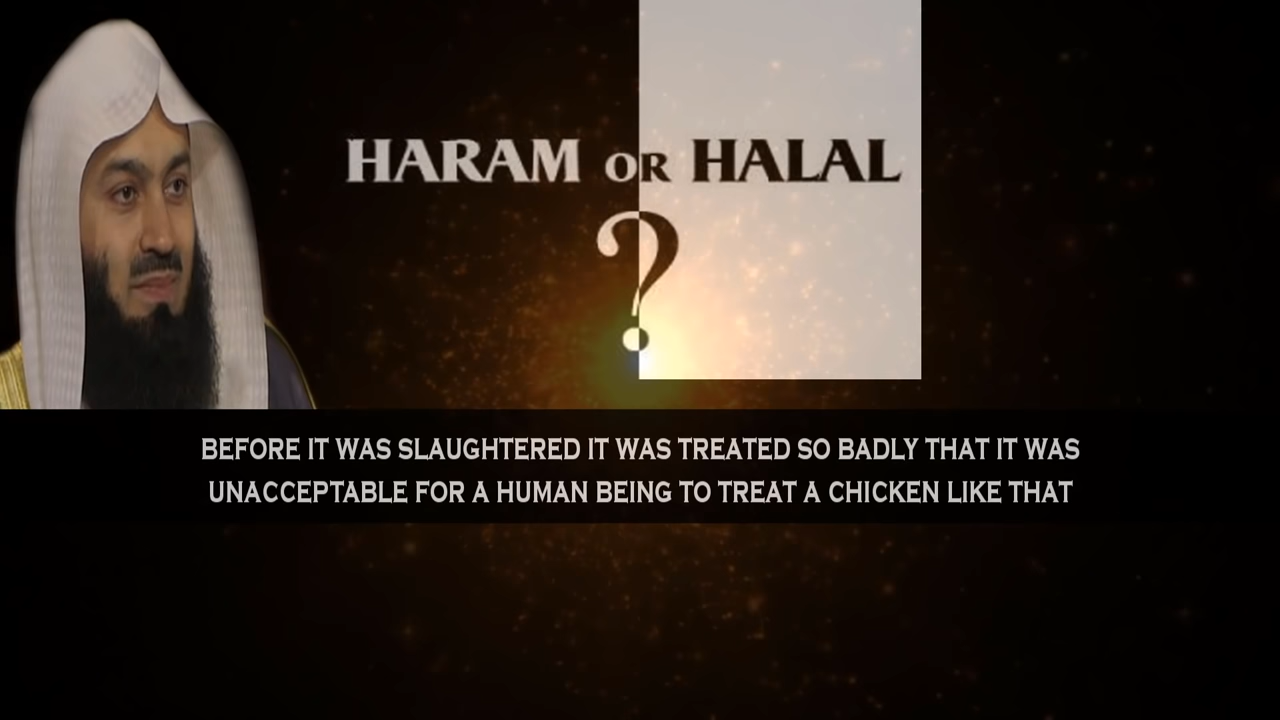 HARAM OR HALAL
?
BEFORE IT WAS SLAUGHTERED IT WAS TREATED SO BADLY THAT IT WAS
UNACCEPTABLE FOR A HUMAN BEING TO TREAT A CHICKEN LIKE THAT